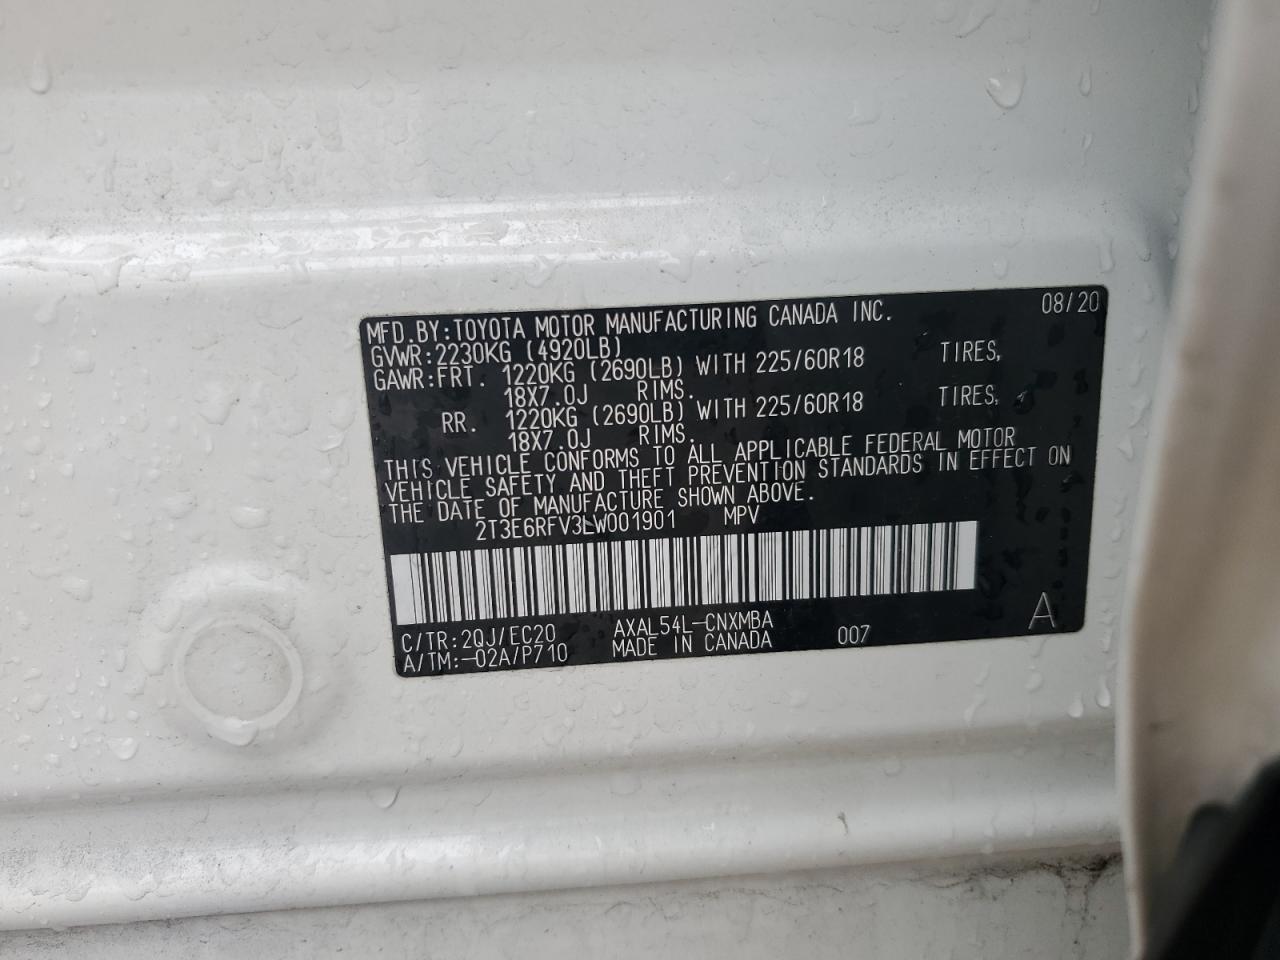 MFD.BY:TOYOTA MOTOR MANUFACTURING CANADA INC. 08/20
GVWR:2230KG (4920LB)
GAWR:FRT. 1220KG (2690LB) WITH 225/60R18 TIRES,
18X7.0J RIMS.
RR. 1220KG (2690LB) WITH 225/60R18 TIRES,
18X7.0J RIMS.
THIS VEHICLE CONFORMS TO ALL APPLICABLE FEDERAL MOTOR
VEHICLE SAFETY AND THEFT PREVENTION STANDARDS IN EFFECT ON
THE DATE OF MANUFACTURE SHOWN ABOVE.
2T3E6RFV3LW001901 MPV
C/TR:2QJ/EC20 AXAL54L-CNXMBA
A/TM:-02A/P710 MADE IN CANADA 007 A